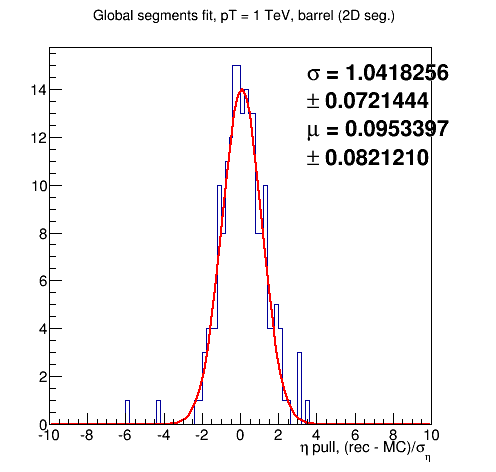 Global segments fit, pT = 1 TeV, barrel (2D seg.)
σ = 1.0418256
± 0.0721444
μ = 0.0953397
± 0.0821210
14
12
10
8
6
4
2
0
-10 -8 -6 -4 -2 0 2 4 6 8 10
η pull, (rec - MC)/σ_η